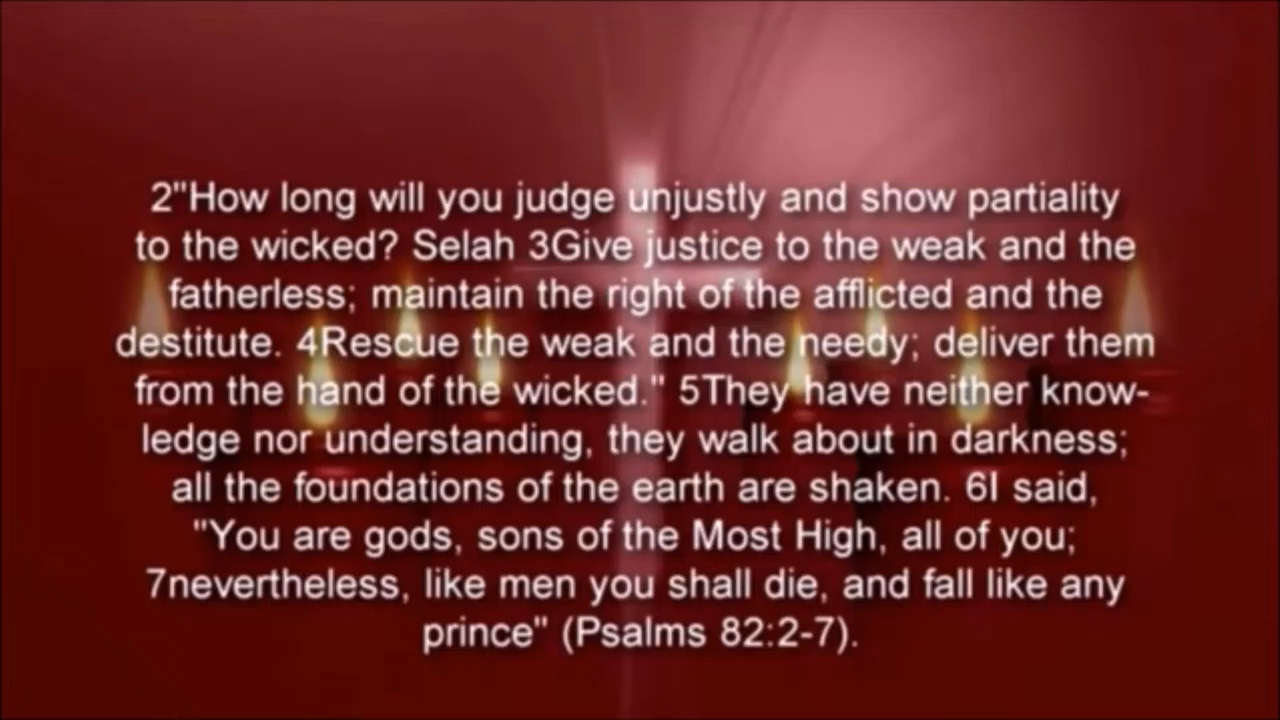 2"How long will you judge unjustly and show partiality
to the wicked? Selah 3Give justice to the weak and the
fatherless; maintain the right of the afflicted and the
destitute. 4Rescue the weak and the needy; deliver them
from the hand of the wicked." 5They have neither know-
ledge nor understanding, they walk about in darkness;
all the foundations of the earth are shaken. 6I said,
"You are gods, sons of the Most High, all of you;
7nevertheless, like men you shall die, and fall like any
prince" (Psalms 82:2-7).